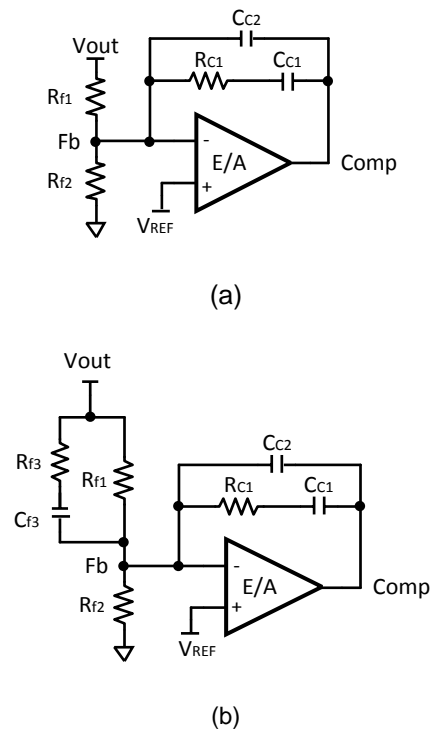 Vout
CC2
Rf1
RC1
CC1
Fb
-
E/A
Comp
Rf2
+
VREF
(a)
Vout
Rf3
Rf1
CC2
RC1
CC1
Cf3
Fb
-
E/A
Comp
Rf2
+
VREF
(b)